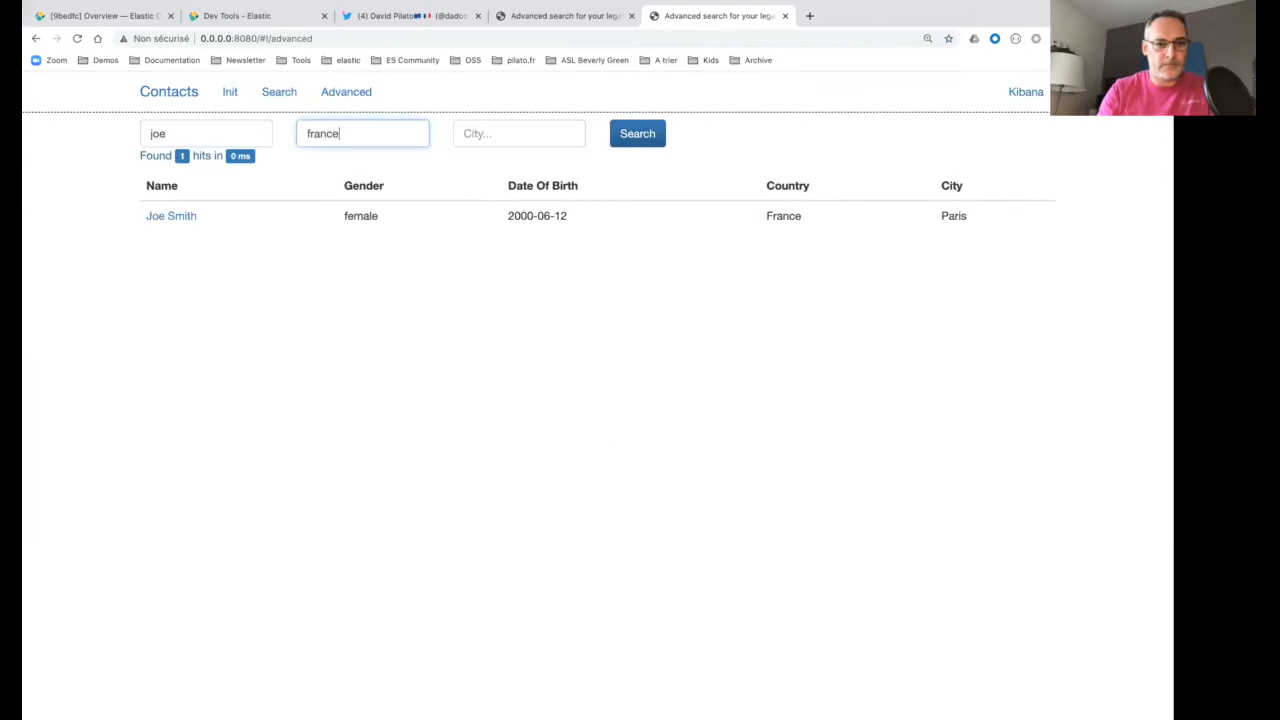 [9bedfc] Overview — Elastic C
Dev Tools - Elastic
(4) David Pilato🇪🇺🇫🇷 (@dado
Advanced search for your lega
Advanced search for your lega
Non sécurisé 0.0.0.0:8080/#!/advanced
Zoom Demos Documentation Newsletter Tools elastic ES Community OSS pilato.fr ASL Beverly Green A trier Kids Archive
Contacts Init Search Advanced Kibana
joe france City... Search
Found 1 hits in 0 ms
Name Gender Date Of Birth Country City
Joe Smith female 2000-06-12 France Paris